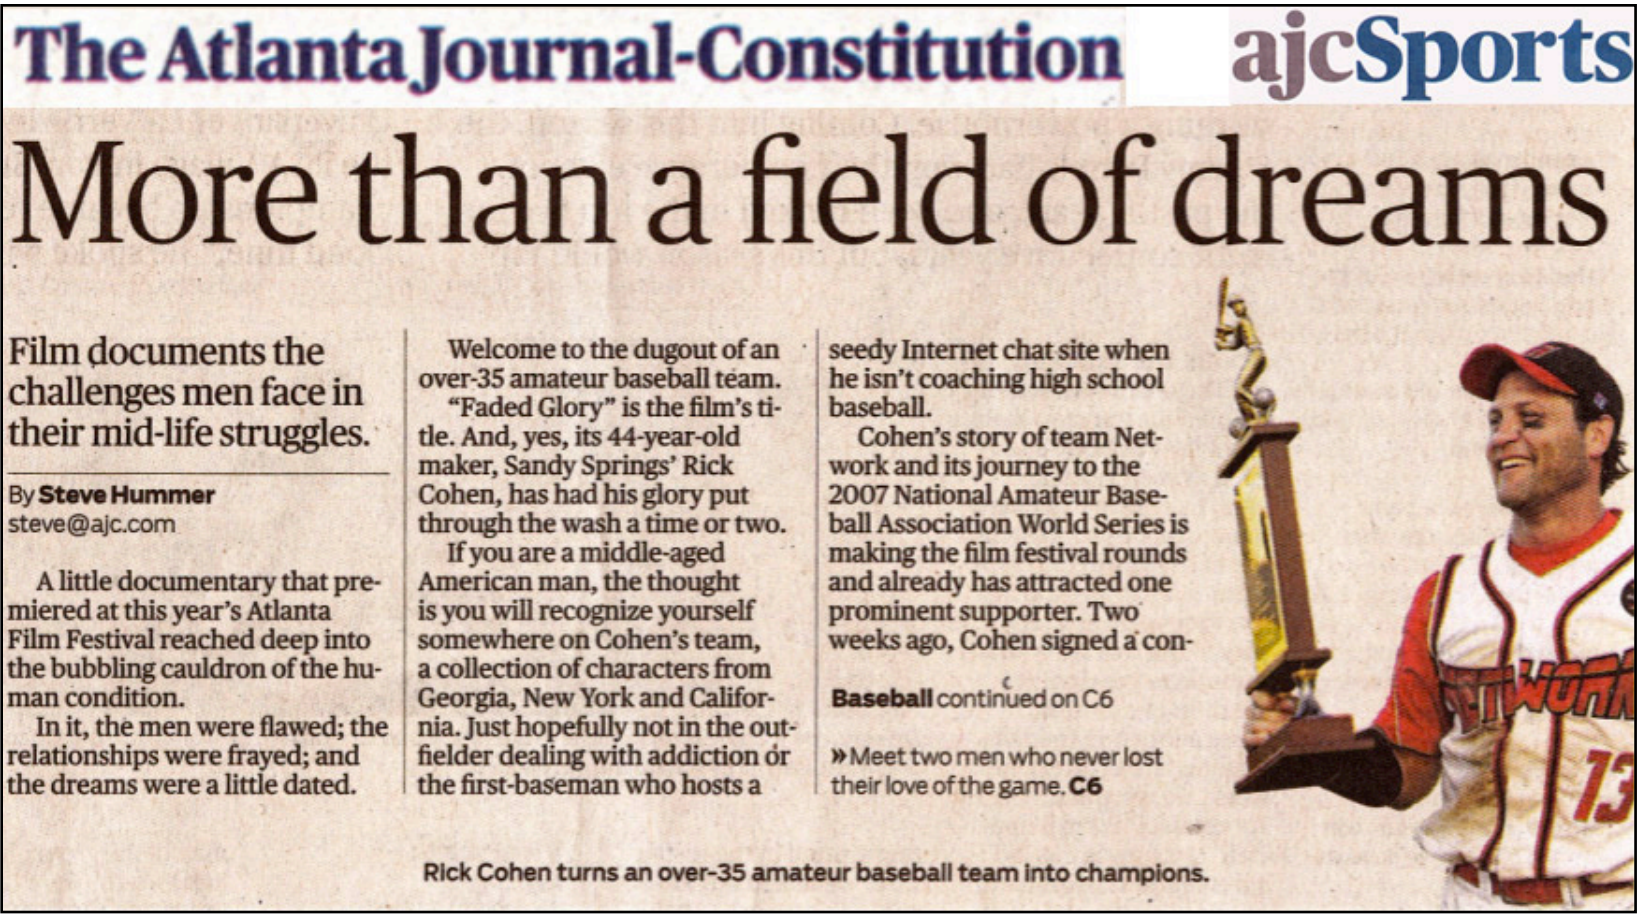 The Atlanta Journal-Constitution
ajcSports
More than a field of dreams
Film documents the
challenges men face in
their mid-life struggles.
By Steve Hummer
steve@ajc.com
A little documentary that pre-
miered at this year's Atlanta
Film Festival reached deep into
the bubbling cauldron of the hu-
man condition.
In it, the men were flawed; the
relationships were frayed; and
the dreams were a little dated.
Welcome to the dugout of an
over-35 amateur baseball team.
“Faded Glory” is the film's ti-
tle. And, yes, its 44-year-old
maker, Sandy Springs' Rick
Cohen, has had his glory put
through the wash a time or two.
If you are a middle-aged
American man, the thought
is you will recognize yourself
somewhere on Cohen's team,
a collection of characters from
Georgia, New York and Califor-
nia. Just hopefully not in the out-
fielder dealing with addiction or
the first-baseman who hosts a
seedy Internet chat site when
he isn't coaching high school
baseball.
Cohen's story of team Net-
work and its journey to the
2007 National Amateur Base-
ball Association World Series is
making the film festival rounds
and already has attracted one
prominent supporter. Two
weeks ago, Cohen signed a con-
Baseball continued on C6
» Meet two men who never lost
their love of the game. C6
NETWORK
13
Rick Cohen turns an over-35 amateur baseball team into champions.